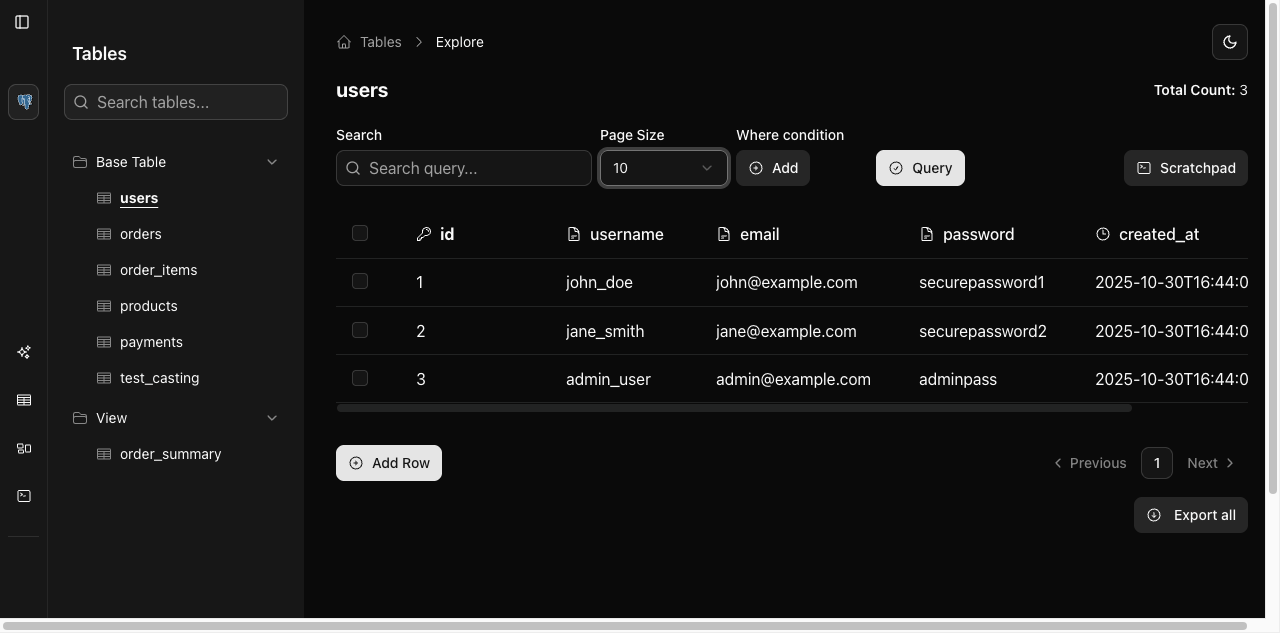 Tables
Search tables...
Base Table
users
orders
order_items
products
payments
test_casting
View
order_summary
Tables > Explore
users
Total Count: 3
Search
Page Size
Where condition
Search query...
10
Add
Query
Scratchpad
id username email password created_at
1 john_doe john@example.com securepassword1 2025-10-30T16:44:0
2 jane_smith jane@example.com securepassword2 2025-10-30T16:44:0
3 admin_user admin@example.com adminpass 2025-10-30T16:44:0
Add Row
Previous 1 Next
Export all